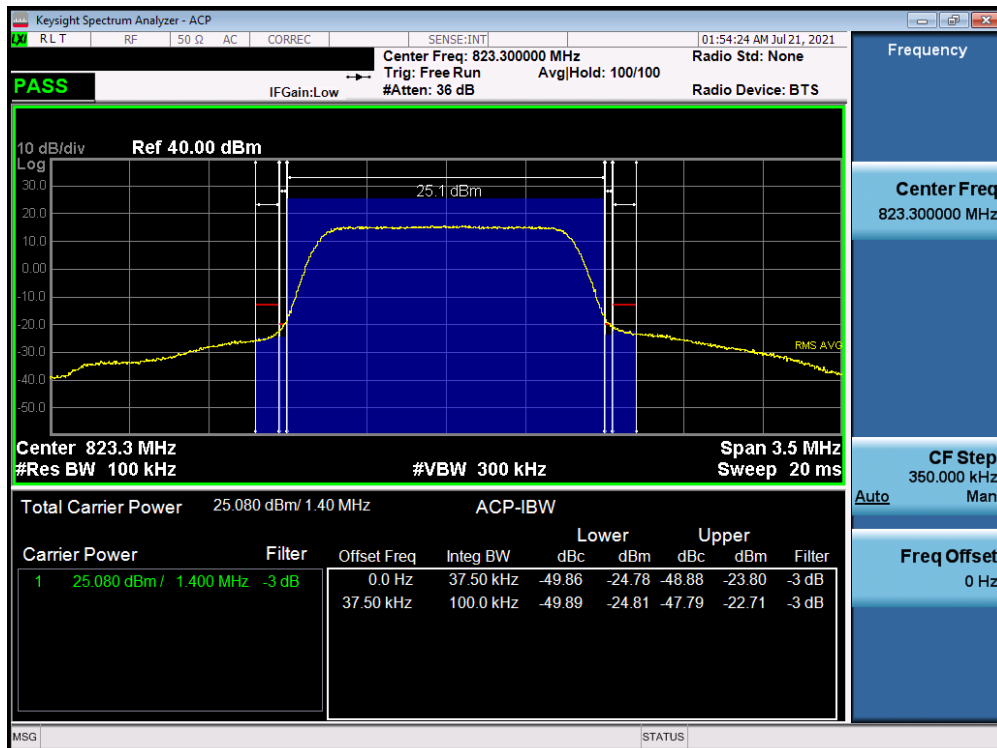 Keysight Spectrum Analyzer - ACP
LXI RLT RF 50 Ω AC CORREC SENSE:INT 01:54:24 AM Jul 21, 2021
Center Freq: 823.300000 MHz Radio Std: None
Trig: Free Run Avg|Hold: 100/100
PASS IFGain:Low #Atten: 36 dB Radio Device: BTS
Frequency
10 dB/div Ref 40.00 dBm
Log
30.0
20.0
10.0
0.00
-10.0
-20.0
-30.0
-40.0
-50.0
25.1 dBm
RMS AVG
Center 823.3 MHz Span 3.5 MHz
#Res BW 100 kHz #VBW 300 kHz Sweep 20 ms
Center Freq
823.300000 MHz
CF Step
350.000 kHz
Auto Man
Freq Offset
0 Hz
Total Carrier Power 25.080 dBm/ 1.40 MHz ACP-IBW
Lower Upper
Carrier Power Filter Offset Freq Integ BW dBc dBm dBc dBm Filter
1 25.080 dBm / 1.400 MHz -3 dB 0.0 Hz 37.50 kHz -49.86 -24.78 -48.88 -23.80 -3 dB
37.50 kHz 100.0 kHz -49.89 -24.81 -47.79 -22.71 -3 dB
MSG STATUS